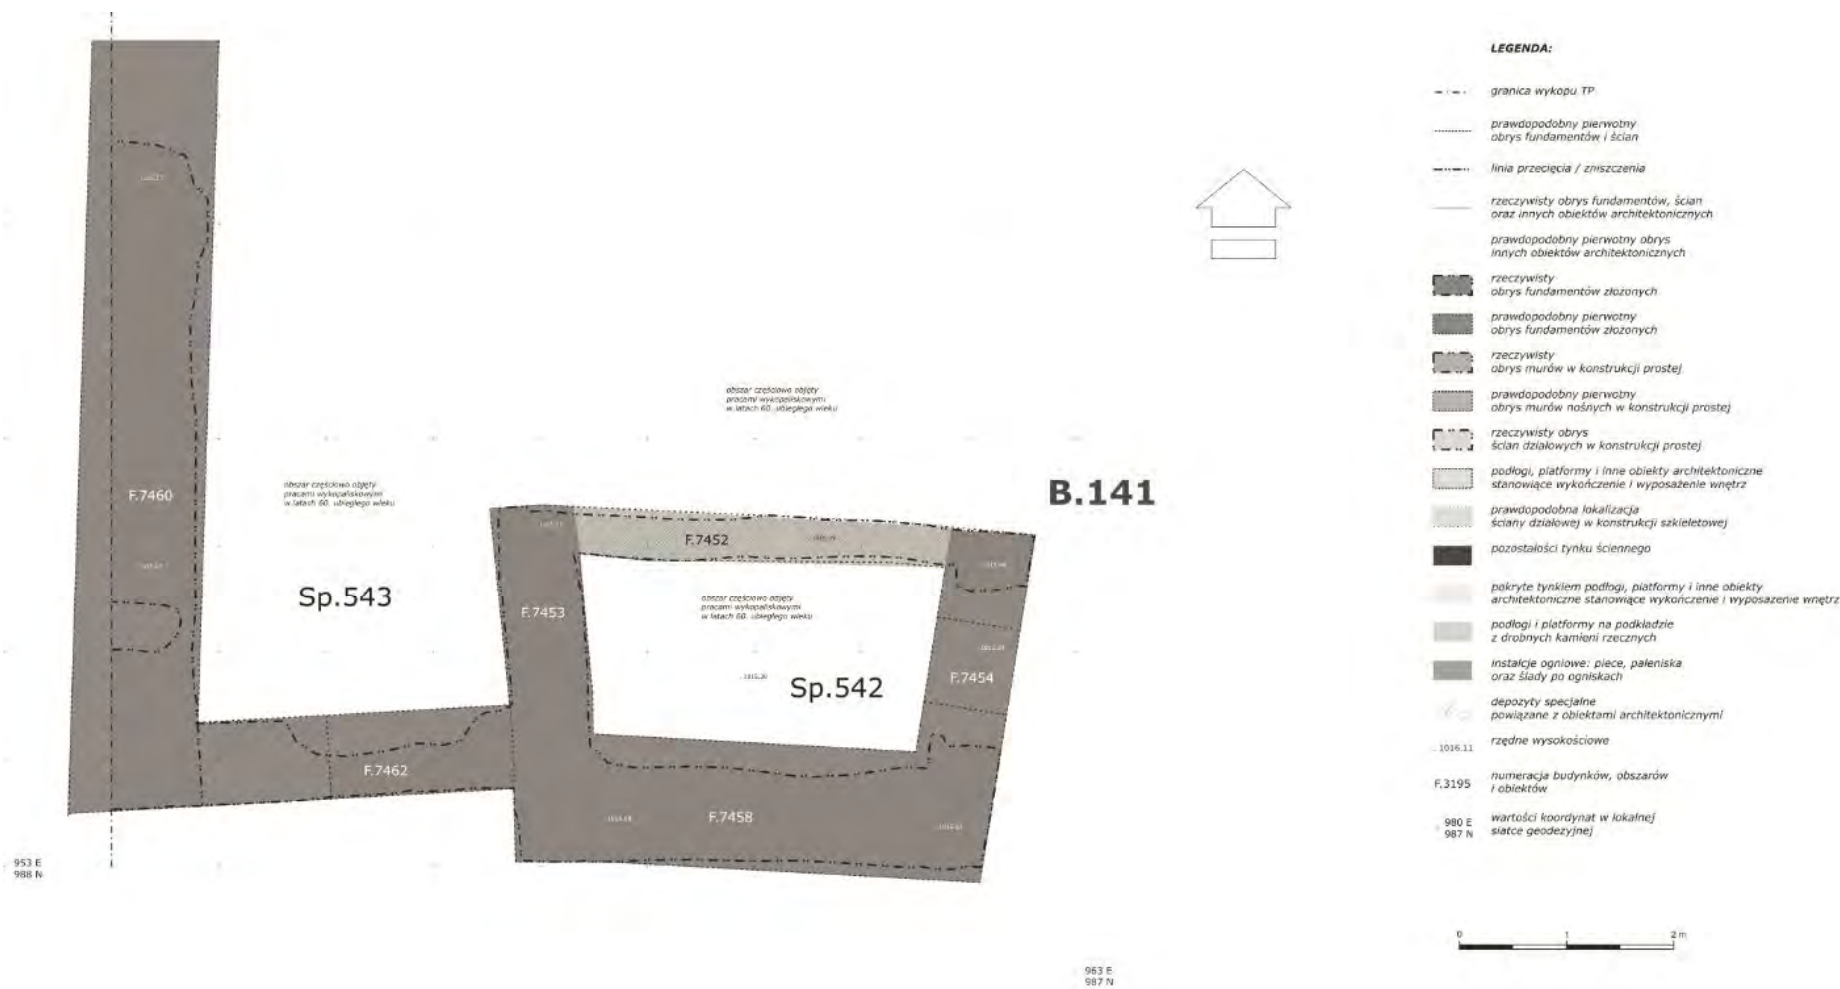 LEGENDA:
granica wykopu TP
prawdopodobny pierwotny
obrys fundamentów i ścian
linia przecięcia / zniszczenia
rzeczywisty obrys fundamentów, ścian
oraz innych obiektów architektonicznych
prawdopodobny pierwotny obrys
innych obiektów architektonicznych
rzeczywisty
obrys fundamentów złożonych
prawdopodobny pierwotny
obrys fundamentów złożonych
rzeczywisty
obrys murów w konstrukcji prostej
prawdopodobny pierwotny
obrys murów nośnych w konstrukcji prostej
rzeczywisty obrys
ścian działowych w konstrukcji prostej
podłogi, platformy i inne obiekty architektoniczne
stanowiące wykończenie i wyposażenie wnętrz
prawdopodobna lokalizacja
ściany działowej w konstrukcji szkieletowej
pozostałości tynku ściennego
pokryte tynkiem podłogi, platformy i inne obiekty
architektoniczne stanowiące wykończenie i wyposażenie wnętrz
podłogi i platformy na podkładzie
z drobnych kamieni rzecznych
instalcje ogniowe: piece, paleniska
oraz ślady po ogniskach
depozyty specjalne
powiązane z obiektami architektonicznymi
1016.11 rzędne wysokościowe
F.3195 numeracja budynków, obszarów
i obiektów
980 E
987 N
wartości koordynat w lokalnej
siatce geodezyjnej
0 1 2 m
obszar częściowo objęty
pracami wykopaliskowymi
w latach 60. ubiegłego wieku
B.141
F.7460
obszar częściowo objęty
pracami wykopaliskowymi
w latach 60. ubiegłego wieku
F.7452
Sp.543
F.7453
obszar częściowo objęty
pracami wykopaliskowymi
w latach 60. ubiegłego wieku
1015.20
Sp.542
F.7454
F.7462
F.7458
953 E
988 N
963 E
987 N